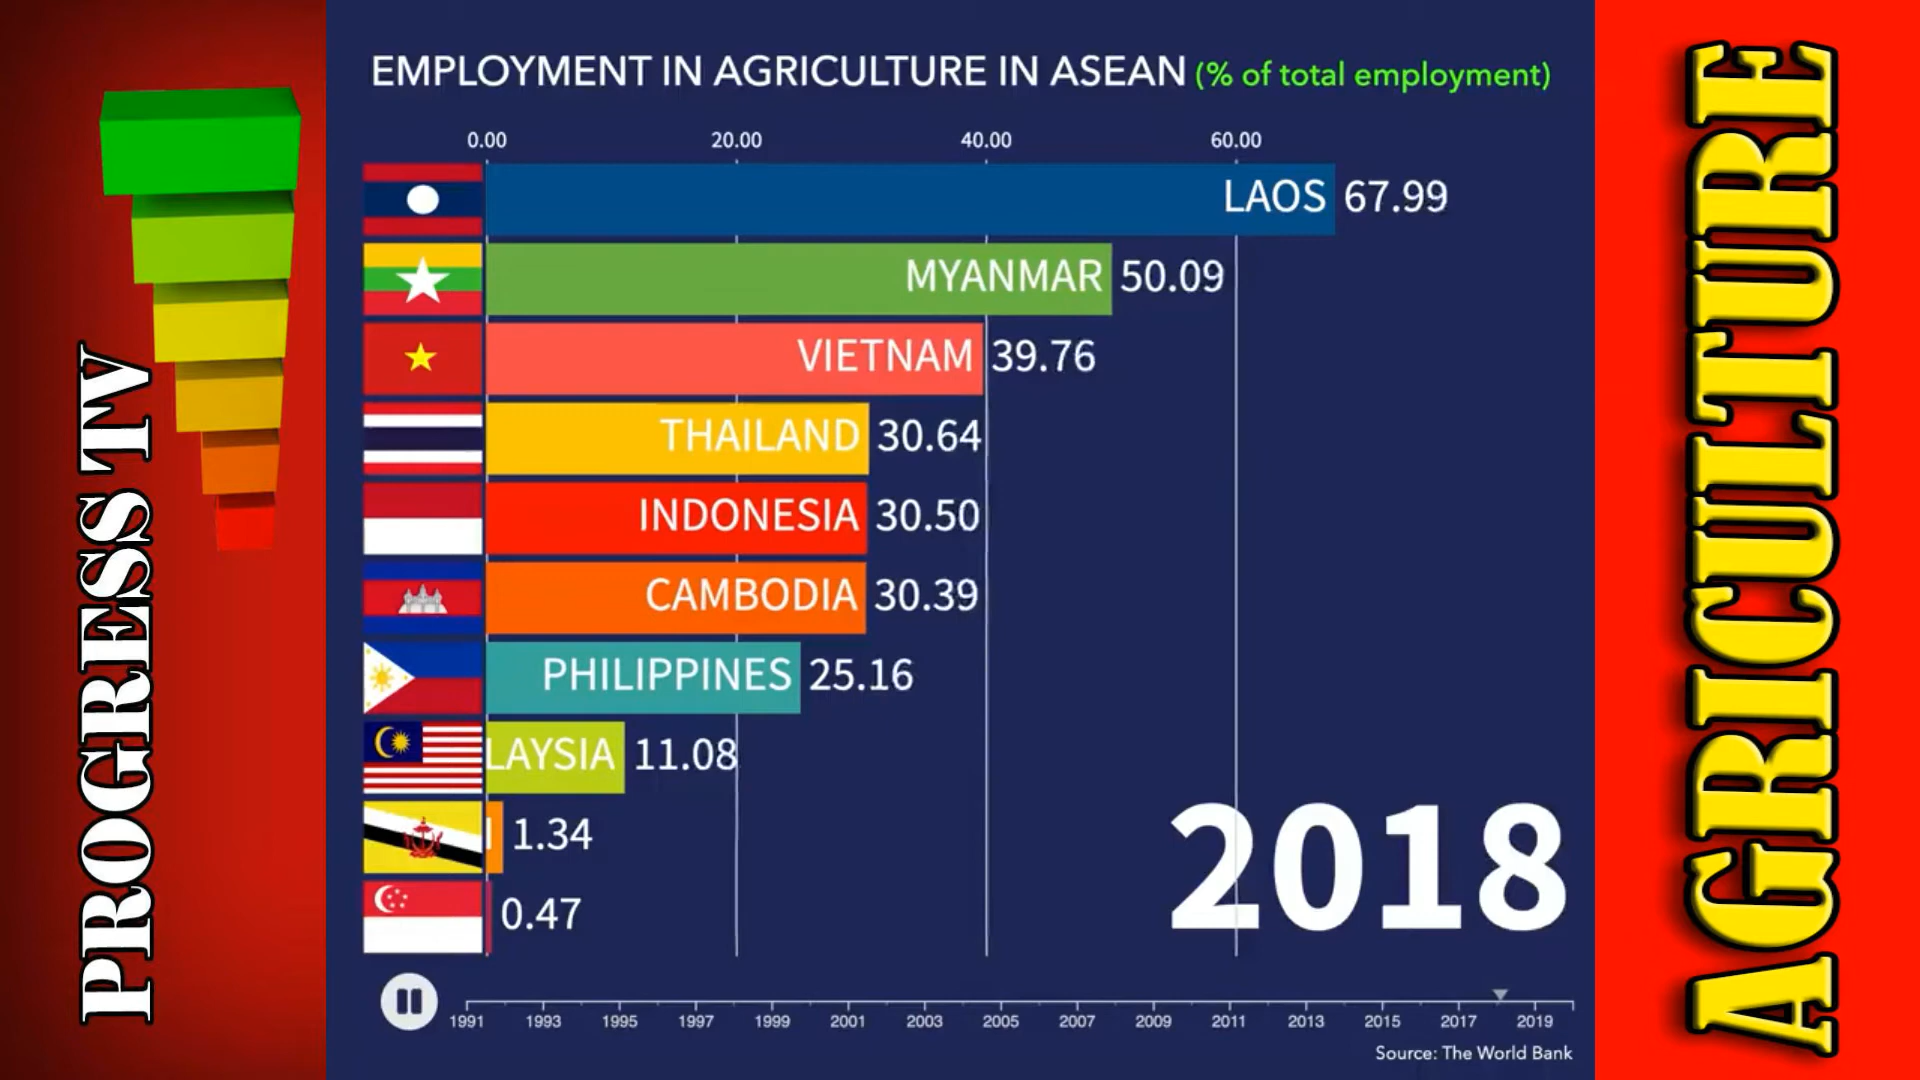 PROGRESS TV
EMPLOYMENT IN AGRICULTURE IN ASEAN (% of total employment)
0.00 20.00 40.00 60.00
LAOS 67.99
MYANMAR 50.09
VIETNAM 39.76
THAILAND 30.64
INDONESIA 30.50
CAMBODIA 30.39
PHILIPPINES 25.16
LAYSIA 11.08
1.34
0.47
2018
1991 1993 1995 1997 1999 2001 2003 2005 2007 2009 2011 2013 2015 2017 2019
Source: The World Bank
AGRICULTURE